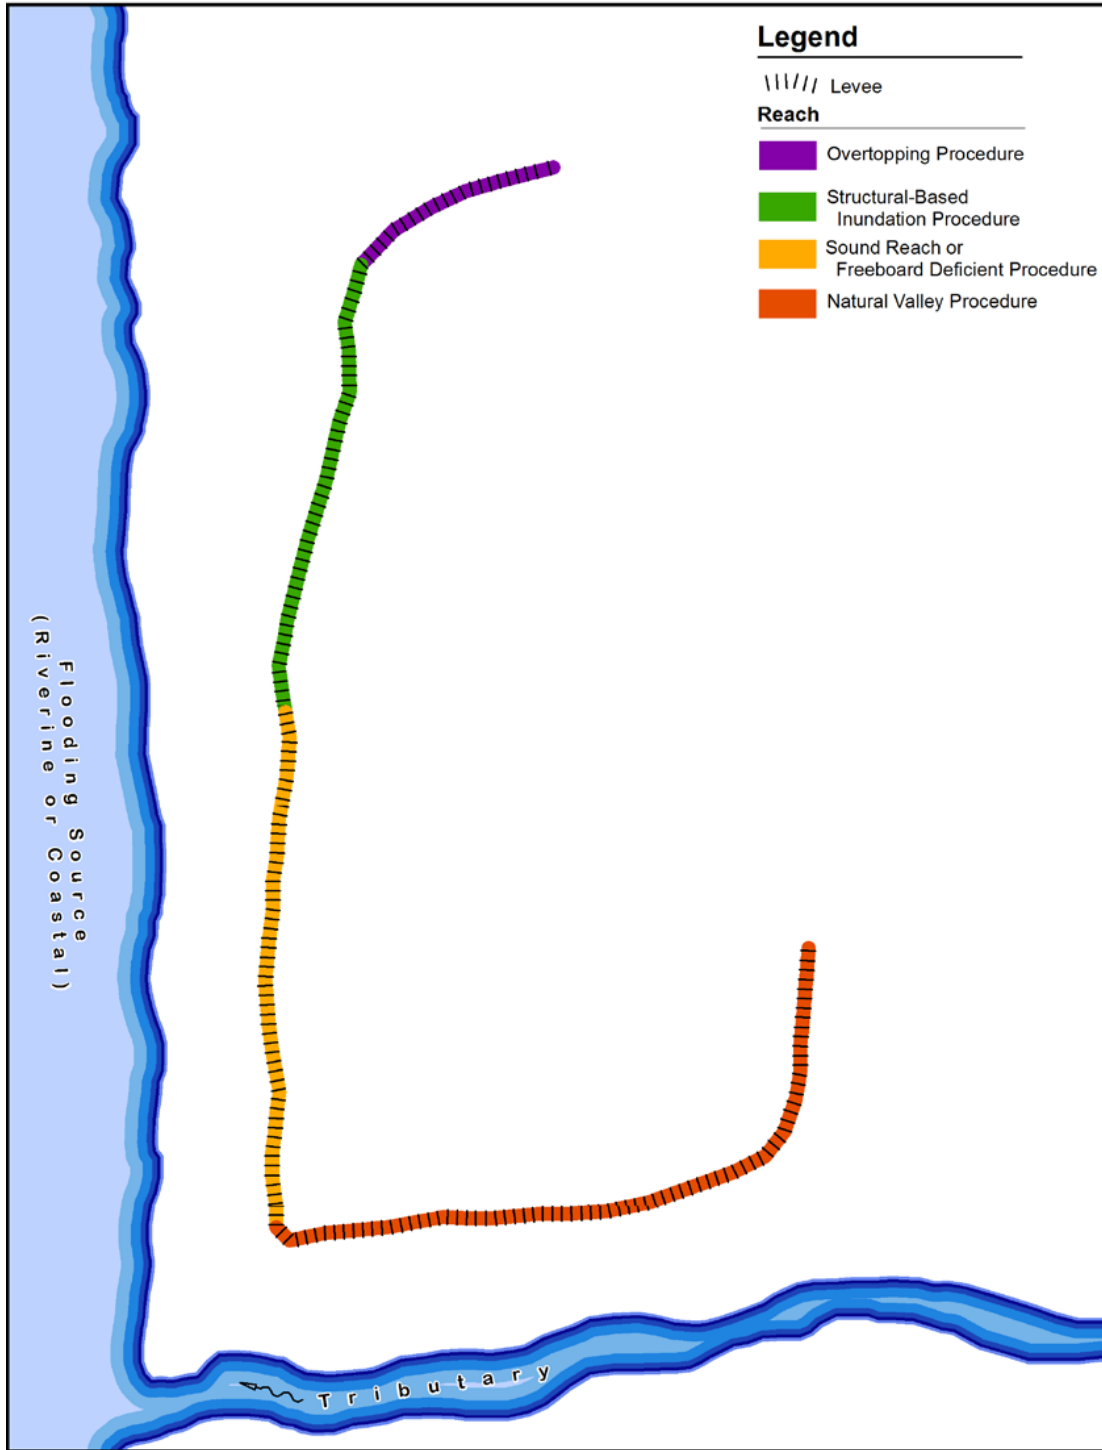 Legend
Levee
Reach
Overtopping Procedure
Structural-Based
Inundation Procedure
Sound Reach or
Freeboard Deficient Procedure
Natural Valley Procedure
Flooding Source
(Riverine or Coastal)
Tributary